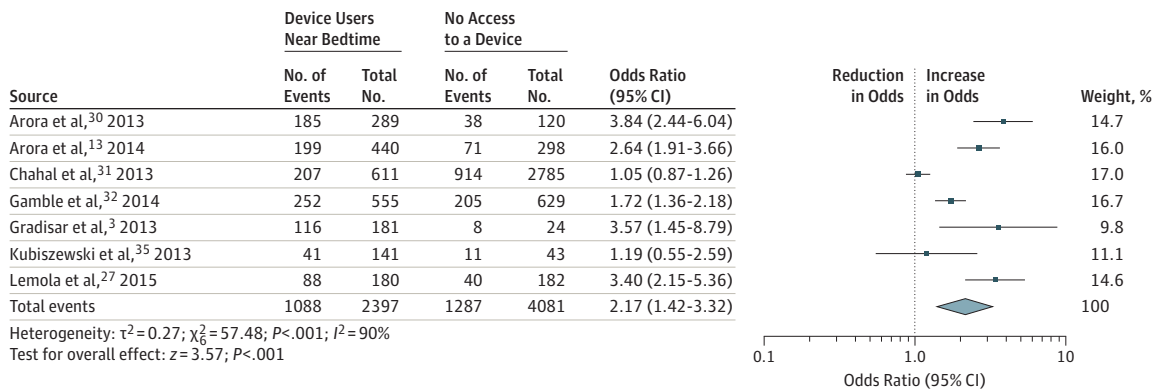 Device Users Near Bedtime No Access to a Device
Source No. of Events Total No. No. of Events Total No. Odds Ratio (95% CI) Reduction in Odds Increase in Odds Weight, %
Arora et al,30 2013 185 289 38 120 3.84 (2.44-6.04) 14.7
Arora et al,13 2014 199 440 71 298 2.64 (1.91-3.66) 16.0
Chahal et al,31 2013 207 611 914 2785 1.05 (0.87-1.26) 17.0
Gamble et al,32 2014 252 555 205 629 1.72 (1.36-2.18) 16.7
Gradisar et al,3 2013 116 181 8 24 3.57 (1.45-8.79) 9.8
Kubiszewski et al,35 2013 41 141 11 43 1.19 (0.55-2.59) 11.1
Lemola et al,27 2015 88 180 40 182 3.40 (2.15-5.36) 14.6
Total events 1088 2397 1287 4081 2.17 (1.42-3.32) 100
Heterogeneity: τ²=0.27; χ²₆=57.48; P<.001; I²=90%
Test for overall effect: z=3.57; P<.001
0.1 1.0 10
Odds Ratio (95% CI)